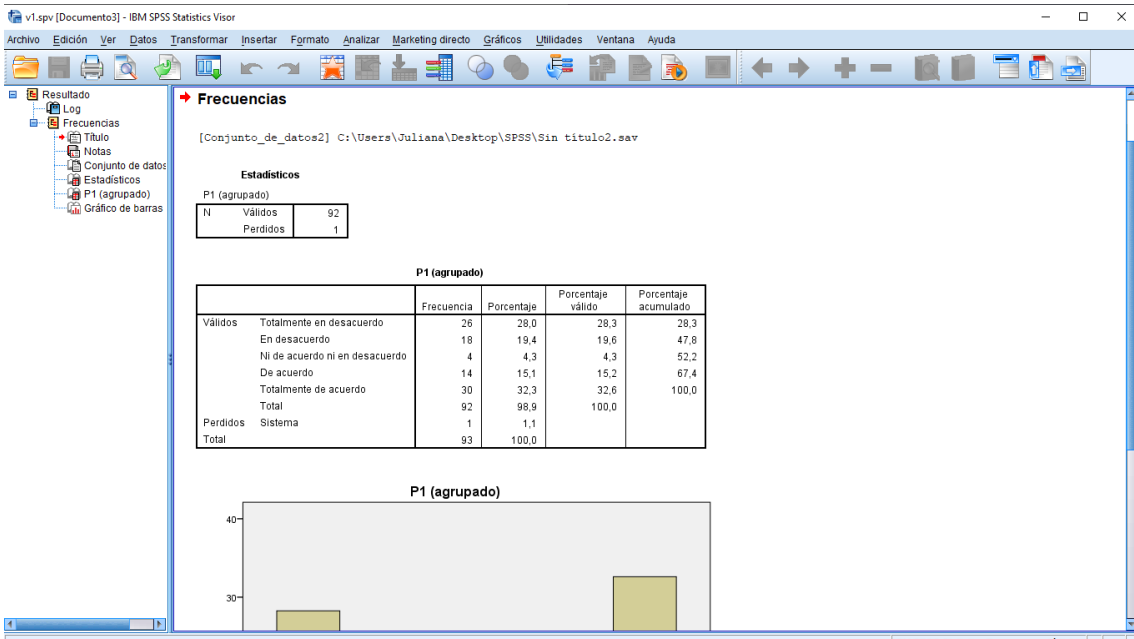 v1.spv [Documento3] - IBM SPSS Statistics Visor
Archivo Edición Ver Datos Transformar Insertar Formato Analizar Marketing directo Gráficos Utilidades Ventana Ayuda
Resultado
Log
Frecuencias
Título
Notas
Conjunto de datos
Estadísticos
P1 (agrupado)
Gráfico de barras
Frecuencias
[Conjunto_de_datos2] C:\Users\Juliana\Desktop\SPSS\Sin título2.sav
Estadísticos
P1 (agrupado)
N Válidos 92
Perdidos 1
P1 (agrupado)
Frecuencia Porcentaje Porcentaje válido Porcentaje acumulado
Válidos Totalmente en desacuerdo 26 28,0 28,3 28,3
En desacuerdo 18 19,4 19,6 47,8
Ni de acuerdo ni en desacuerdo 4 4,3 4,3 52,2
De acuerdo 14 15,1 15,2 67,4
Totalmente de acuerdo 30 32,3 32,6 100,0
Total 92 98,9 100,0
Perdidos Sistema 1 1,1
Total 93 100,0
P1 (agrupado)
40
30